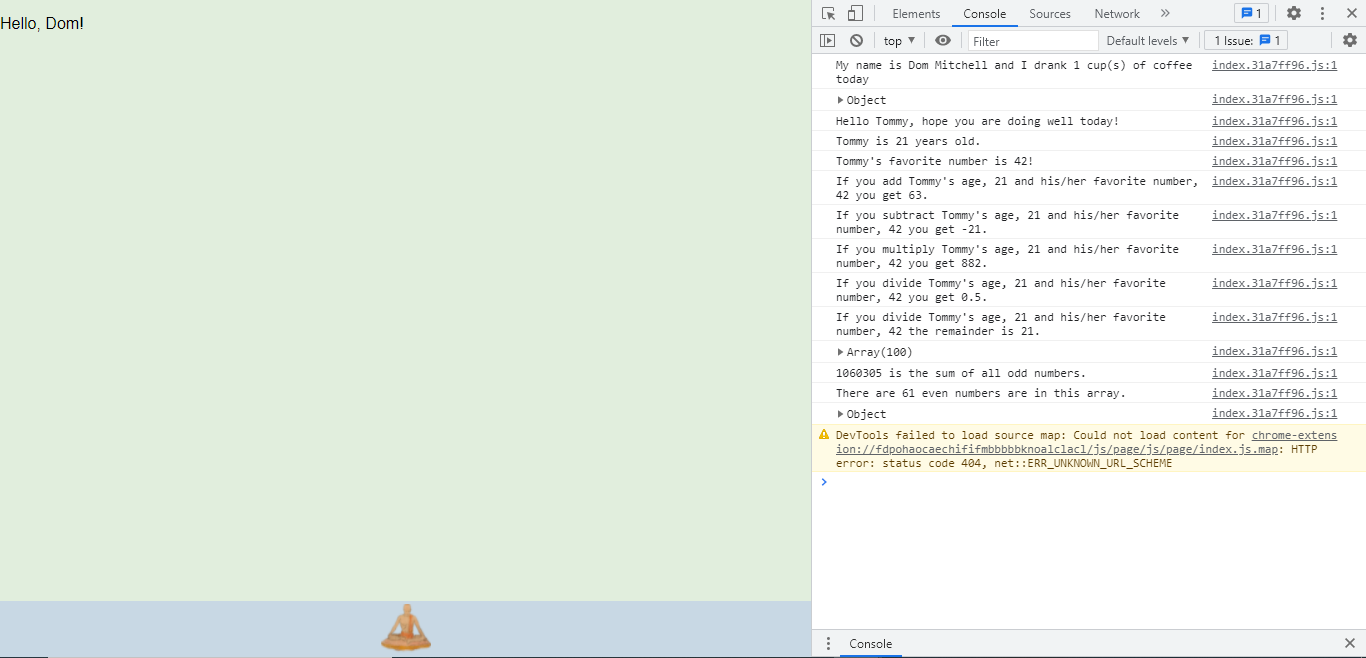 Hello, Dom!
Elements Console Sources Network » 1
top ▼ Filter Default levels ▼ 1 Issue: 1
My name is Dom Mitchell and I drank 1 cup(s) of coffee index.31a7ff96.js:1
today
Object index.31a7ff96.js:1
Hello Tommy, hope you are doing well today! index.31a7ff96.js:1
Tommy is 21 years old. index.31a7ff96.js:1
Tommy's favorite number is 42! index.31a7ff96.js:1
If you add Tommy's age, 21 and his/her favorite number, index.31a7ff96.js:1
42 you get 63.
If you subtract Tommy's age, 21 and his/her favorite index.31a7ff96.js:1
number, 42 you get -21.
If you multiply Tommy's age, 21 and his/her favorite index.31a7ff96.js:1
number, 42 you get 882.
If you divide Tommy's age, 21 and his/her favorite index.31a7ff96.js:1
number, 42 you get 0.5.
If you divide Tommy's age, 21 and his/her favorite index.31a7ff96.js:1
number, 42 the remainder is 21.
Array(100) index.31a7ff96.js:1
1060305 is the sum of all odd numbers. index.31a7ff96.js:1
There are 61 even numbers are in this array. index.31a7ff96.js:1
Object index.31a7ff96.js:1
DevTools failed to load source map: Could not load content for chrome-extens
ion://fdpohaocaechififmbbbbbknoalclacl/js/page/js/page/index.js.map: HTTP
error: status code 404, net::ERR_UNKNOWN_URL_SCHEME
Console